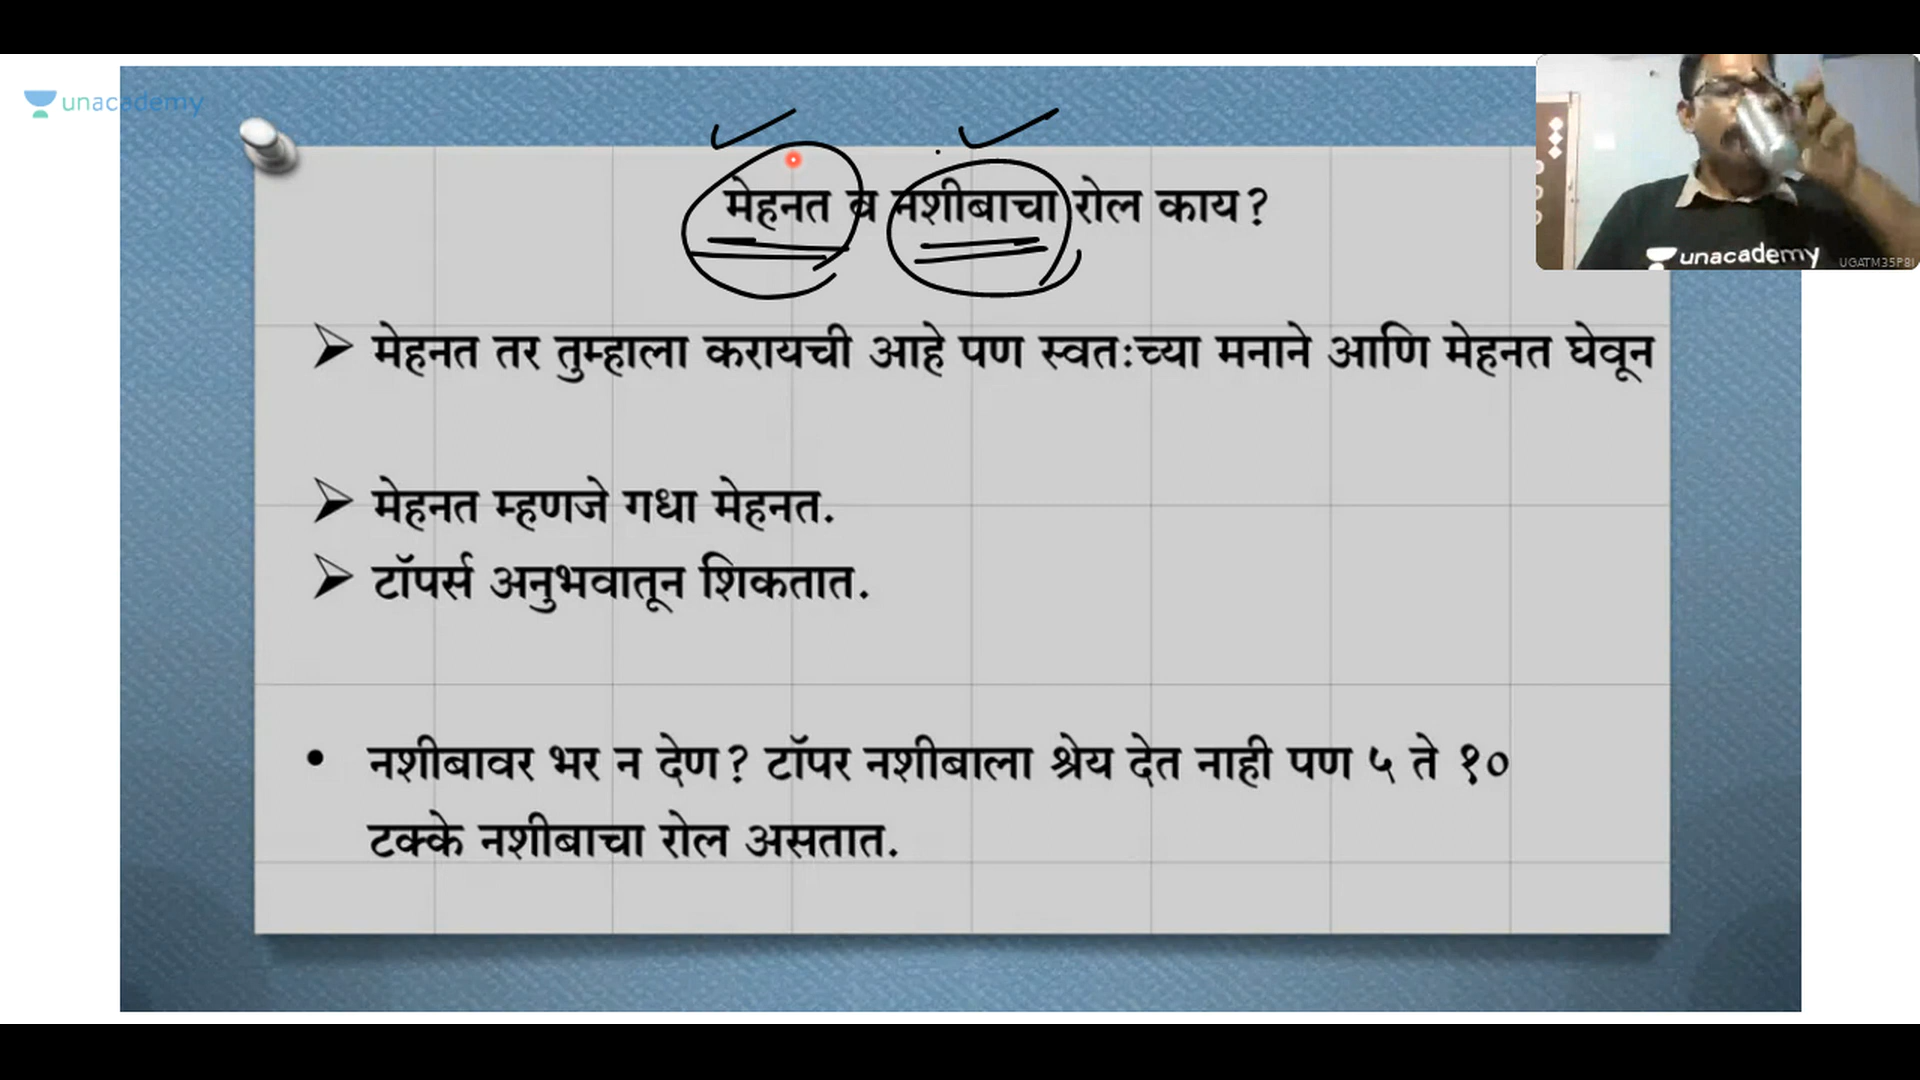 unacademy
मेहनत व नशीबाचा रोल काय?
मेहनत तर तुम्हाला करायची आहे पण स्वतःच्या मनाने आणि मेहनत घेवून
मेहनत म्हणजे गधा मेहनत.
टॉपर्स अनुभवातून शिकतात.
नशीबावर भर न देण? टॉपर नशीबाला श्रेय देत नाही पण ५ ते १०
टक्के नशीबाचा रोल असतात.
unacademy
UGATM35P8I